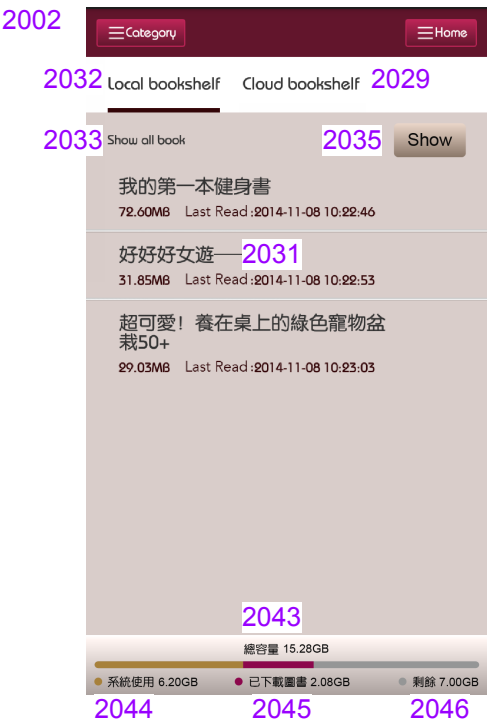 2002
Category
Home
2032
Local bookshelf
Cloud bookshelf
2029
2033
Show all book
2035
Show
我的第一本健身書
72.60MB Last Read :2014-11-08 10:22:46
好好好女遊——2031
31.85MB Last Read :2014-11-08 10:22:53
超可愛！養在桌上的綠色寵物盆
栽50+
29.03MB Last Read :2014-11-08 10:23:03
2043
總容量 15.28GB
系統使用 6.20GB
已下載圖書 2.08GB
剩餘 7.00GB
2044
2045
2046